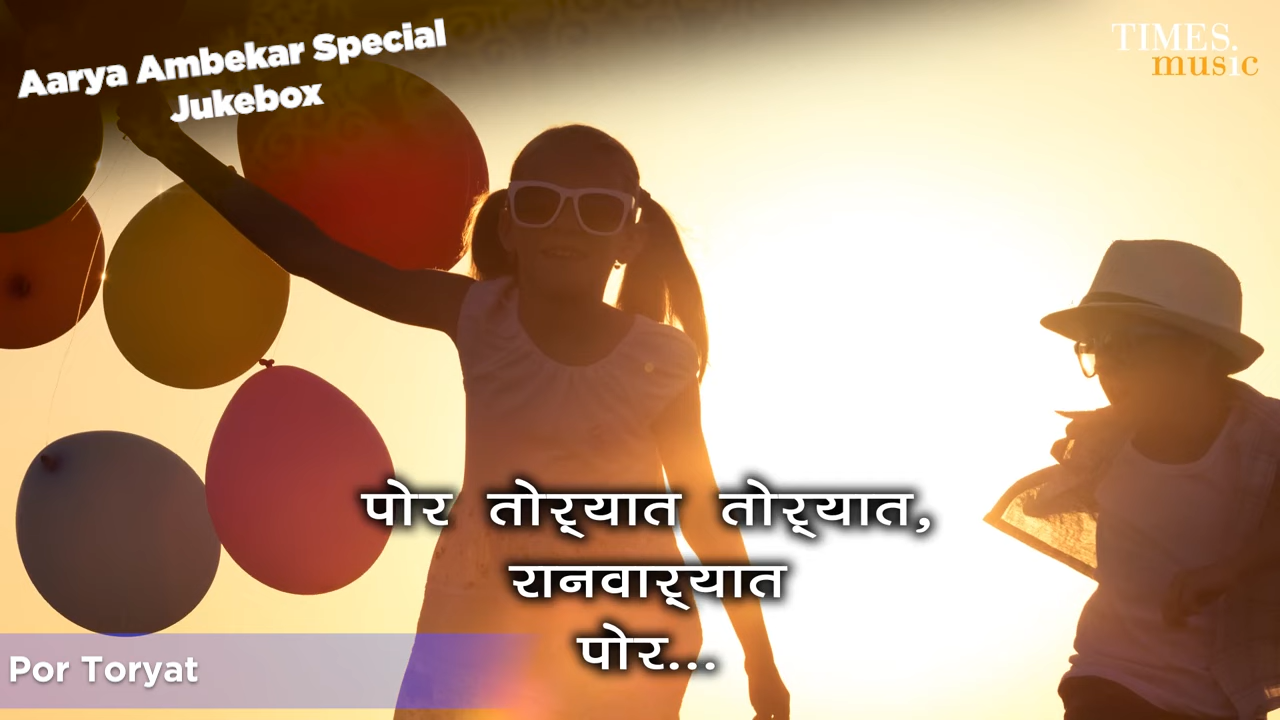 Aarya Ambekar Special
Jukebox
TIMES.
music
पोर तोऱ्यात तोऱ्यात,
रानवाऱ्यात
पोर...
Por Toryat